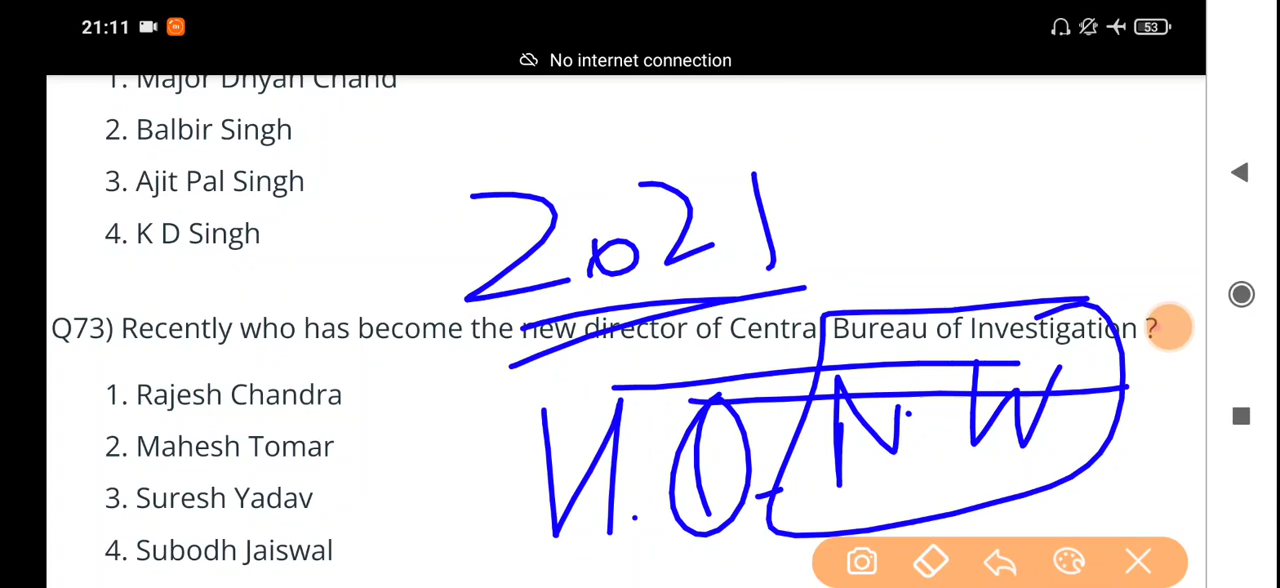 21:11
53
No internet connection
1. Major Dhyan Chand
2. Balbir Singh
3. Ajit Pal Singh
4. K D Singh
2021
Q73) Recently who has become the new director of Central Bureau of Investigation ?
1. Rajesh Chandra
N. W
2. Mahesh Tomar
3. Suresh Yadav
4. Subodh Jaiswal